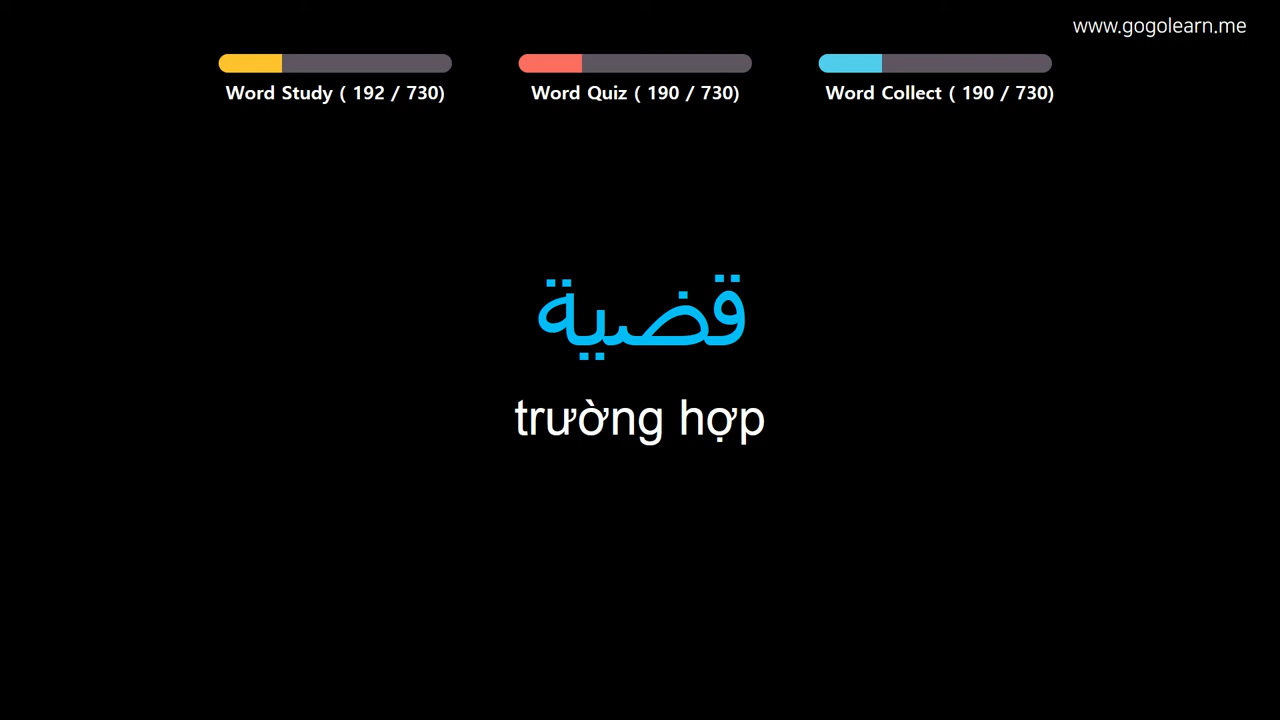 www.gogolearn.me
Word Study ( 192 / 730)
Word Quiz ( 190 / 730)
Word Collect ( 190 / 730)
قضية
trường hợp